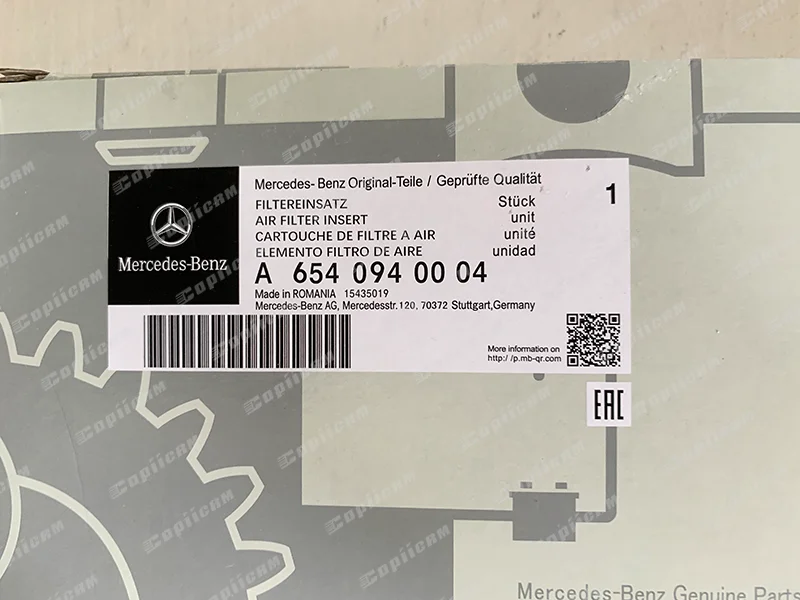 Mercedes-Benz Original-Teile / Geprüfte Qualität
1
FILTEREINSATZ Stück
AIR FILTER INSERT unit
CARTOUCHE DE FILTRE A AIR unité
ELEMENTO FILTRO DE AIRE unidad
Mercedes-Benz
A 654 094 00 04
Made in ROMANIA 15435019
Mercedes-Benz AG, Mercedesstr.120, 70372 Stuttgart,Germany
More information on
http://p.mb-qr.com
EAC
Mercedes-Benz Genuine Parts
Copiicam